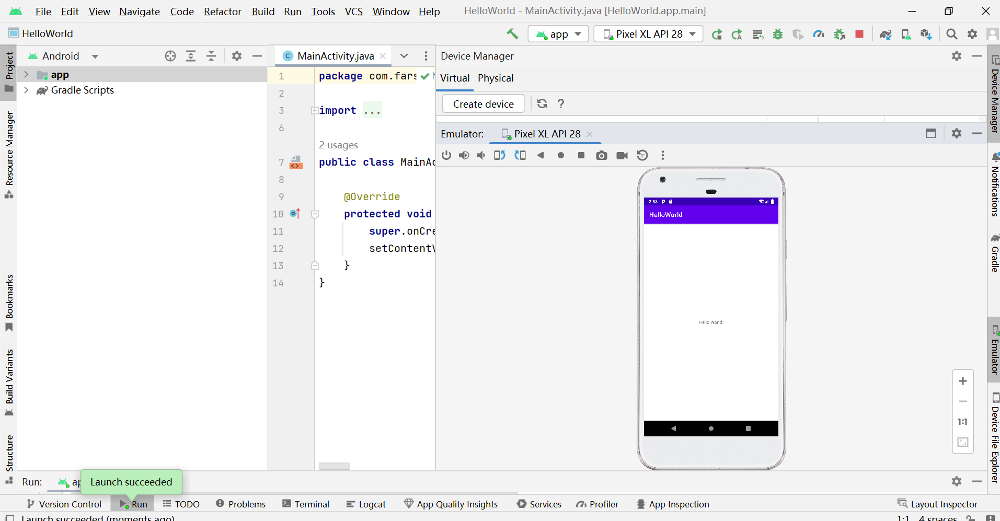 File Edit View Navigate Code Refactor Build Run Tools VCS Window Help HelloWorld - MainActivity.java [HelloWorld.app.main]
HelloWorld app Pixel XL API 28
Project
Resource Manager
Bookmarks
Build Variants
Structure
Android
app
Gradle Scripts
MainActivity.java
1 package com.fars
2
3 import ...
6
2 usages
7 public class MainAc
8
9 @Override
10 protected void
11 super.onCre
12 setContentV
13 }
14 }
Device Manager
Virtual Physical
Create device ?
Emulator: Pixel XL API 28
2:53
HelloWorld
Hello World!
+
−
1:1
Device Manager
Notifications
Gradle
Emulator
Device File Explorer
Run: ap
Launch succeeded
Version Control Run TODO Problems Terminal Logcat App Quality Insights Services Profiler App Inspection Layout Inspector
Launch succeeded (moments ago) 1:1 4 spaces